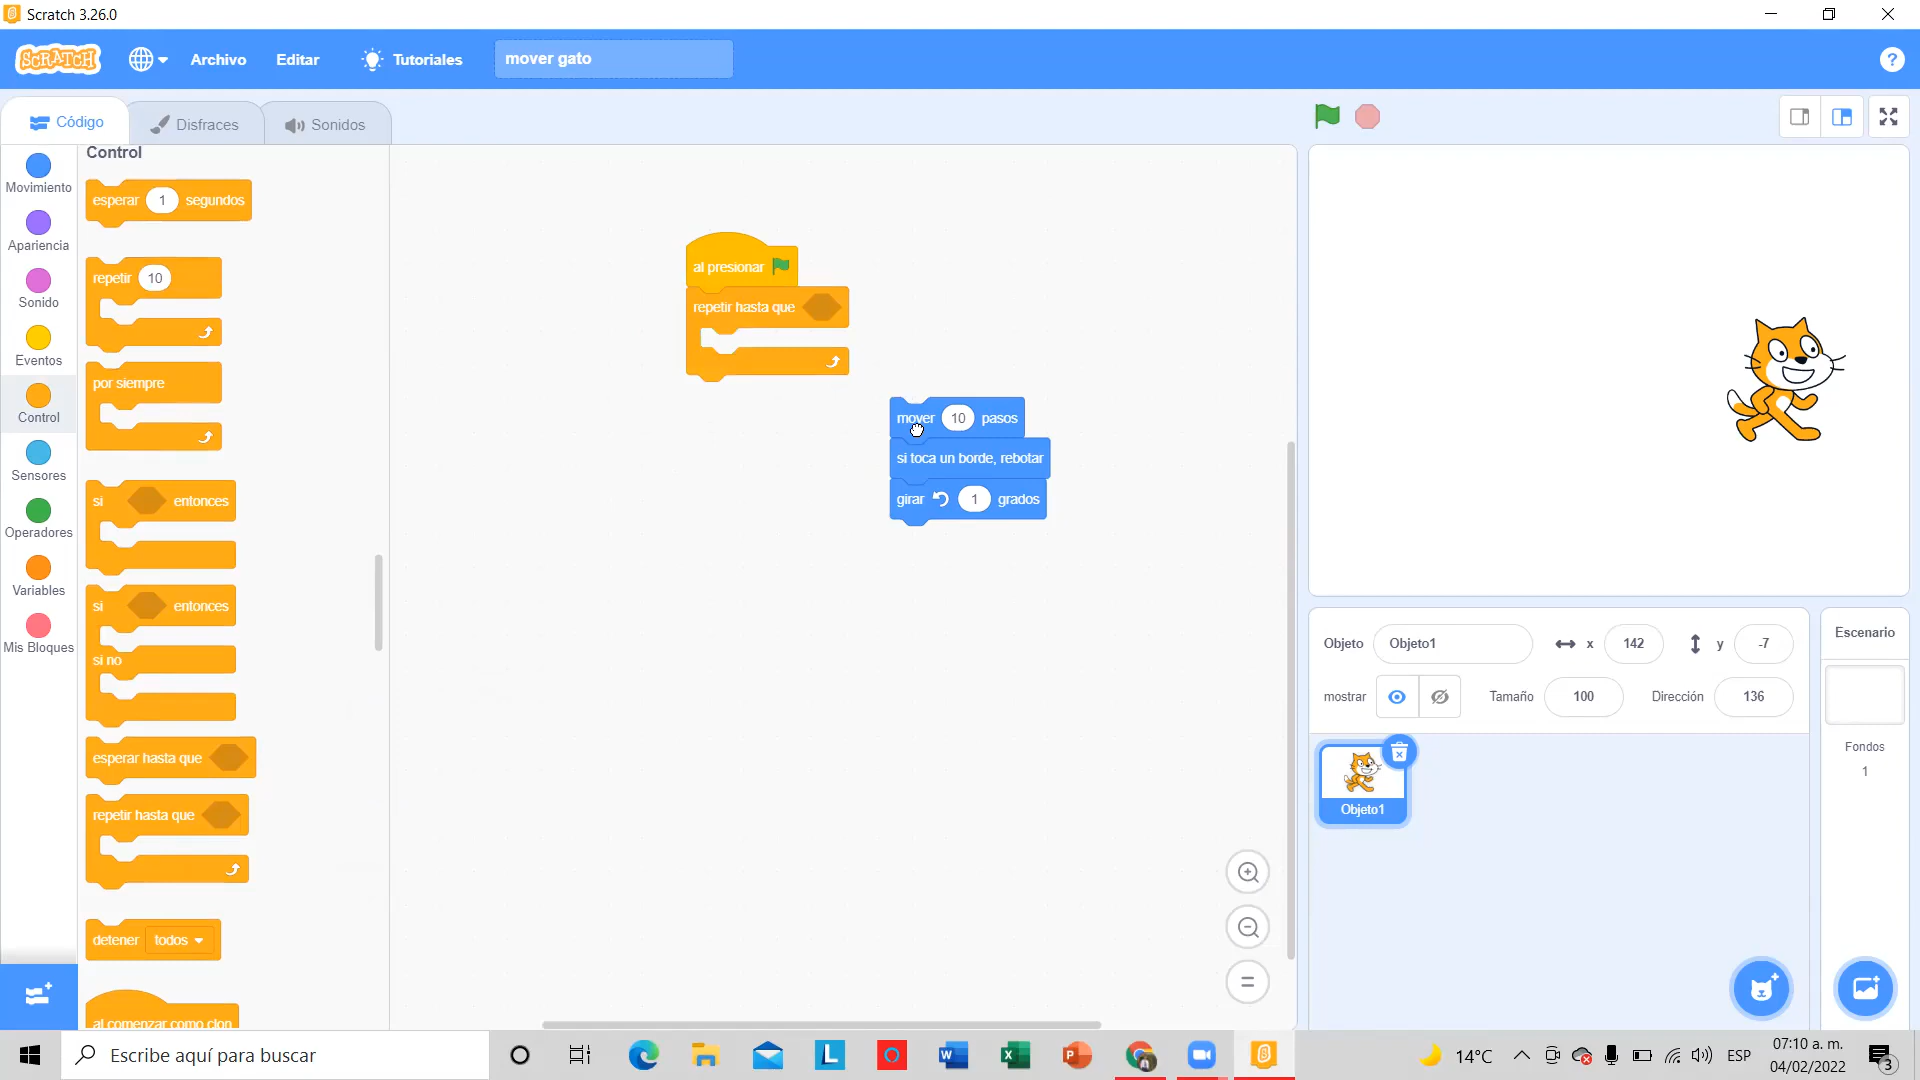 Scratch 3.26.0
SCRATCH
Archivo
Editar
Tutoriales
mover gato
?
Código
Disfraces
Sonidos
Movimiento
Apariencia
Sonido
Eventos
Control
Sensores
Operadores
Variables
Mis Bloques
Control
esperar 1 segundos
repetir 10
por siempre
si entonces
si entonces
si no
esperar hasta que
repetir hasta que
detener todos
al comenzar como clon
al presionar
repetir hasta que
mover 10 pasos
si toca un borde, rebotar
girar 1 grados
Objeto Objeto1 x 142 y -7
mostrar Tamaño 100 Dirección 136
Objeto1
Escenario
Fondos
1
Escribe aquí para buscar
L
W
X
P
14°C
ESP
07:10 a. m.
04/02/2022
3